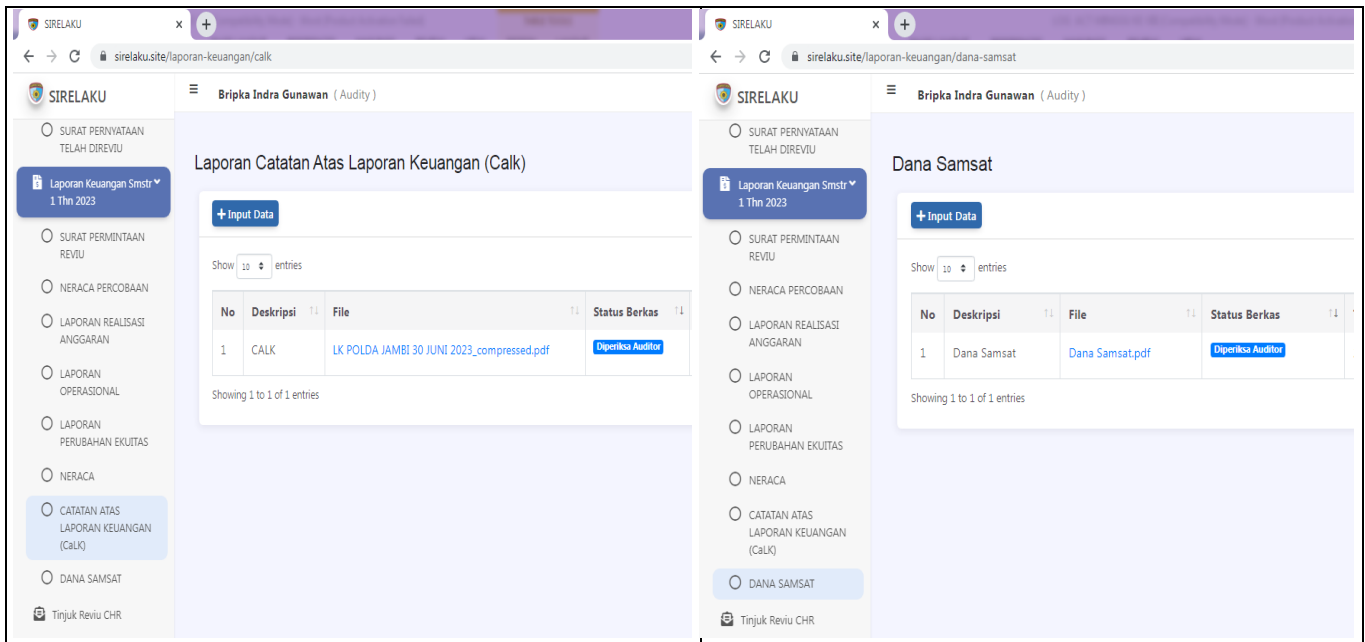 SIRELAKU
sirelaku.site/laporan-keuangan/calk
SIRELAKU
Bripka Indra Gunawan ( Audity )
SURAT PERNYATAAN
TELAH DIREVIU
Laporan Keuangan Smstr
1 Thn 2023
SURAT PERMINTAAN
REVIU
NERACA PERCOBAAN
LAPORAN REALISASI
ANGGARAN
LAPORAN
OPERASIONAL
LAPORAN
PERUBAHAN EKUITAS
NERACA
CATATAN ATAS
LAPORAN KEUANGAN
(CaLK)
DANA SAMSAT
Tinjuk Reviu CHR
Laporan Catatan Atas Laporan Keuangan (Calk)
+ Input Data
Show 10 entries
No Deskripsi File Status Berkas
1 CALK LK POLDA JAMBI 30 JUNI 2023_compressed.pdf Diperiksa Auditor
Showing 1 to 1 of 1 entries
SIRELAKU
sirelaku.site/laporan-keuangan/dana-samsat
SIRELAKU
Bripka Indra Gunawan ( Audity )
SURAT PERNYATAAN
TELAH DIREVIU
Laporan Keuangan Smstr
1 Thn 2023
SURAT PERMINTAAN
REVIU
NERACA PERCOBAAN
LAPORAN REALISASI
ANGGARAN
LAPORAN
OPERASIONAL
LAPORAN
PERUBAHAN EKUITAS
NERACA
CATATAN ATAS
LAPORAN KEUANGAN
(CaLK)
DANA SAMSAT
Tinjuk Reviu CHR
Dana Samsat
+ Input Data
Show 10 entries
No Deskripsi File Status Berkas
1 Dana Samsat Dana Samsat.pdf Diperiksa Auditor
Showing 1 to 1 of 1 entries